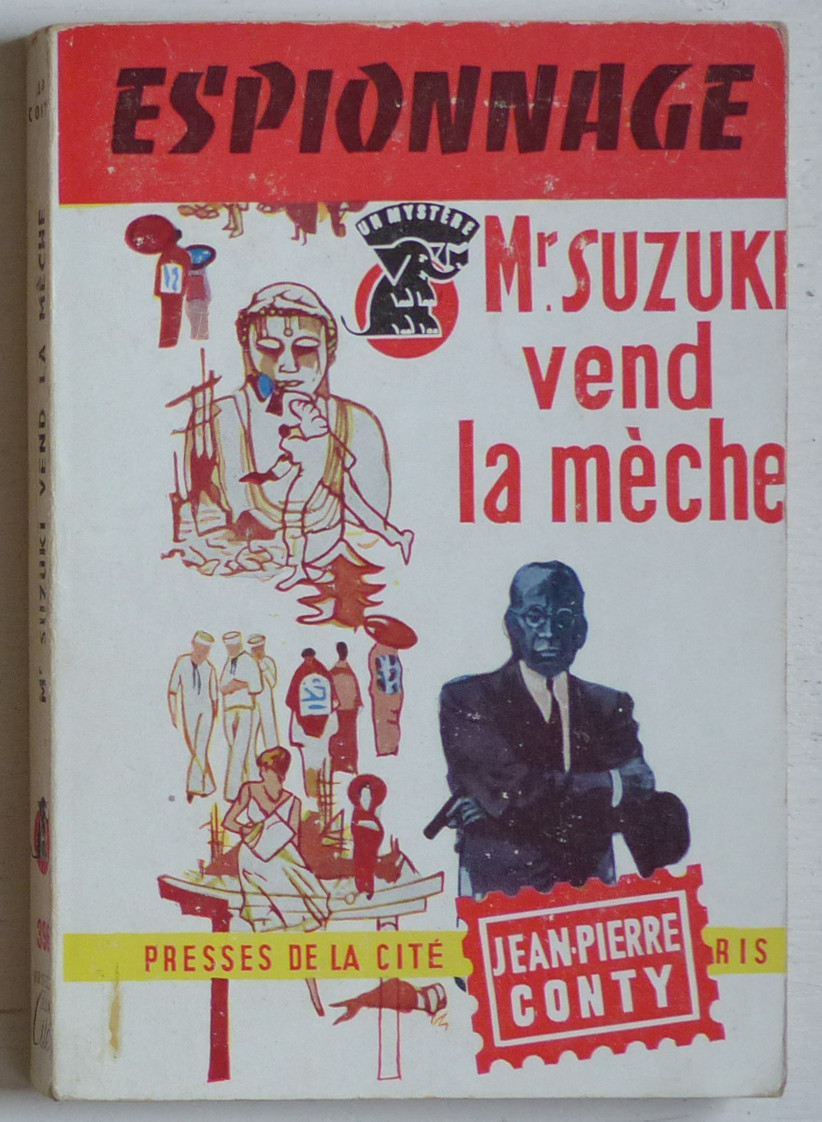 ESPIONNAGE
UN MYSTÈRE
Mr. SUZUKI
vend
la mèche
PRESSES DE LA CITÉ
RIS
JEAN-PIERRE
CONTY
Mr SUZUKI VEND LA MÈCHE